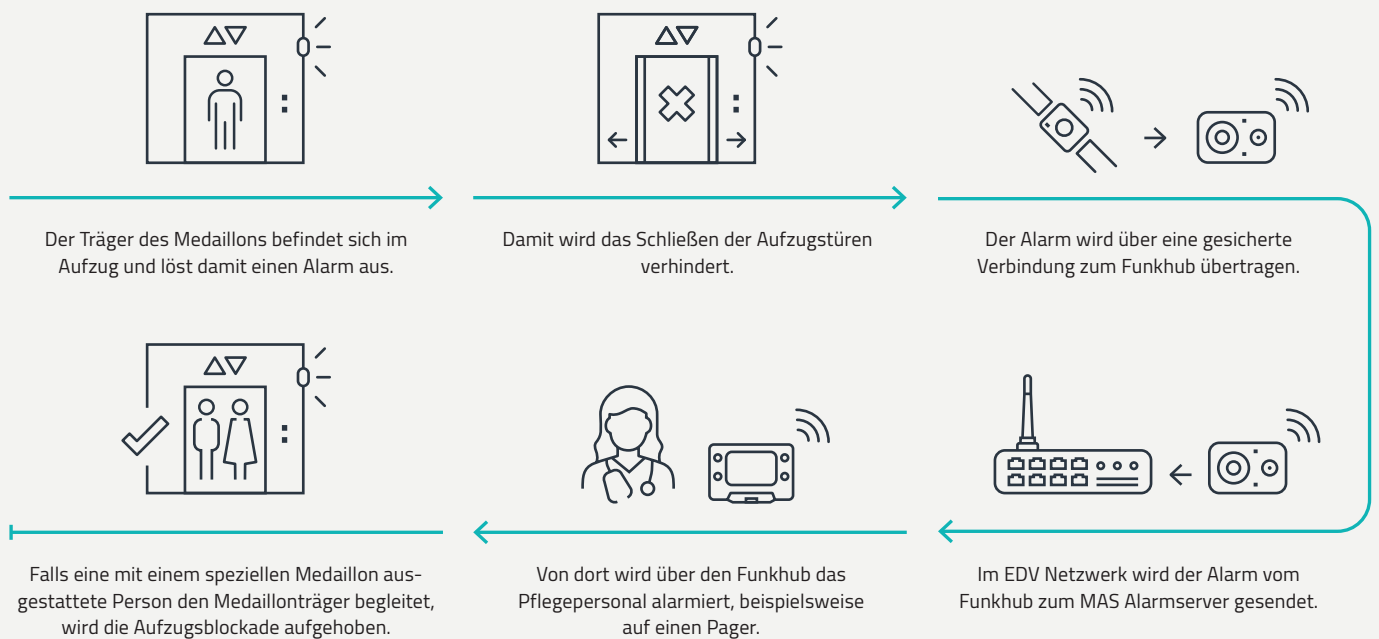 Der Träger des Medaillons befindet sich im
Aufzug und löst damit einen Alarm aus.
Damit wird das Schließen der Aufzugstüren
verhindert.
Der Alarm wird über eine gesicherte
Verbindung zum Funkhub übertragen.
Im EDV Netzwerk wird der Alarm vom
Funkhub zum MAS Alarmserver gesendet.
Von dort wird über den Funkhub das
Pflegepersonal alarmiert, beispielsweise
auf einen Pager.
Falls eine mit einem speziellen Medaillon aus-
gestattete Person den Medaillonträger begleitet,
wird die Aufzugsblockade aufgehoben.